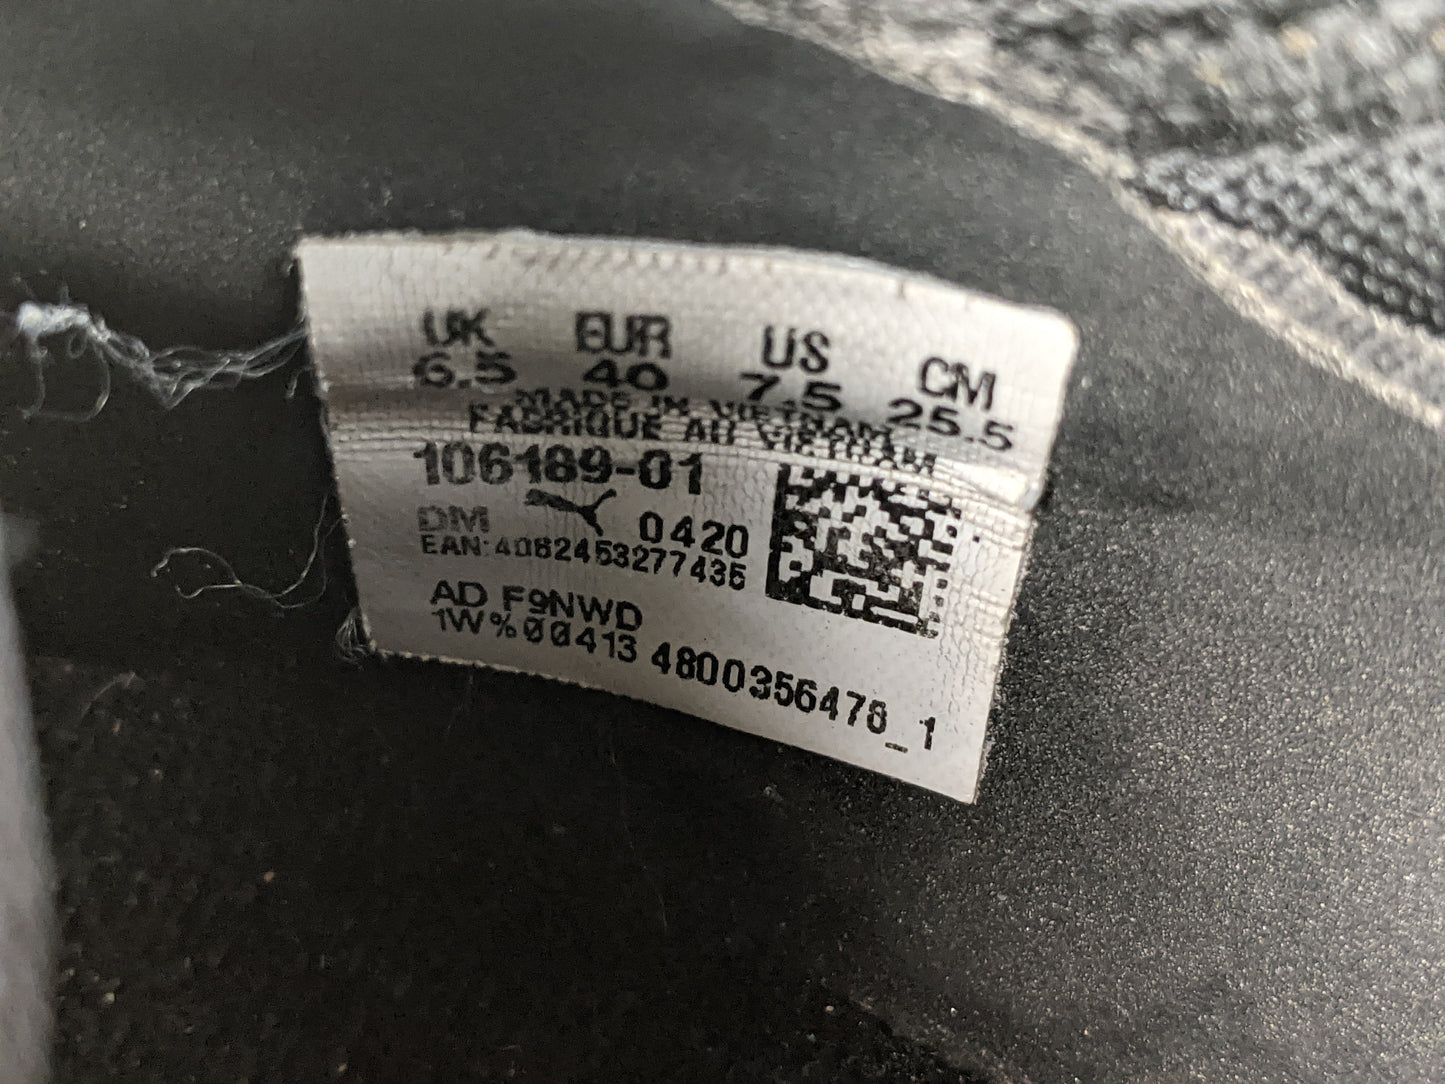 UK EUR US CM
6.5 40 7.5 25.5
MADE IN VIETNAM
FABRIQUE AU VIETNAM
106189-01
DM 0420
EAN:4062453277435
AD F9NWD
1W%00413 4800356478_1